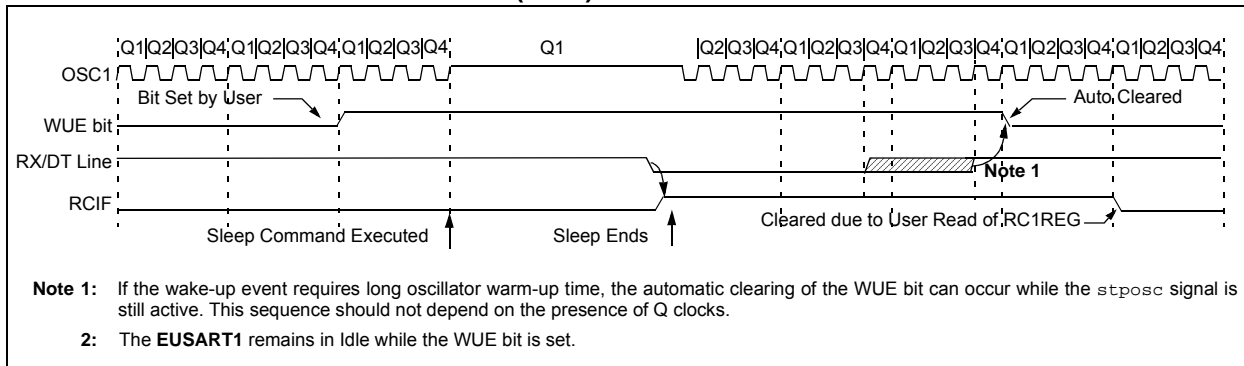 Q1|Q2|Q3|Q4 Q1|Q2|Q3|Q4 Q1|Q2|Q3|Q4 Q1 |Q2|Q3|Q4 Q1|Q2|Q3|Q4 Q1|Q2|Q3|Q4 Q1|Q2|Q3|Q4 Q1|Q2|Q3|Q4
OSC1
Bit Set by User Auto Cleared
WUE bit
RX/DT Line
Note 1
RCIF
Cleared due to User Read of RC1REG
Sleep Command Executed Sleep Ends
Note 1: If the wake-up event requires long oscillator warm-up time, the automatic clearing of the WUE bit can occur while the stposc signal is
still active. This sequence should not depend on the presence of Q clocks.
2: The EUSART1 remains in Idle while the WUE bit is set.